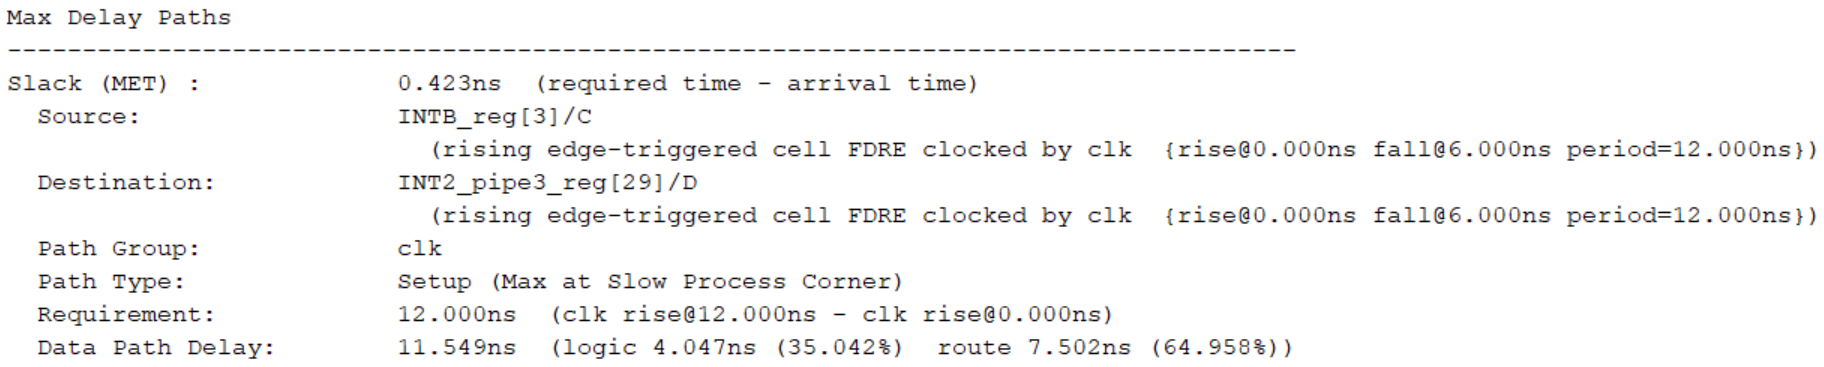 Max Delay Paths
--------------------------------------------------------------------------------------
Slack (MET) :             0.423ns  (required time - arrival time)
  Source:                 INTB_reg[3]/C
                            (rising edge-triggered cell FDRE clocked by clk  {rise@0.000ns fall@6.000ns period=12.000ns})
  Destination:            INT2_pipe3_reg[29]/D
                            (rising edge-triggered cell FDRE clocked by clk  {rise@0.000ns fall@6.000ns period=12.000ns})
  Path Group:             clk
  Path Type:              Setup (Max at Slow Process Corner)
  Requirement:            12.000ns  (clk rise@12.000ns - clk rise@0.000ns)
  Data Path Delay:        11.549ns  (logic 4.047ns (35.042%)  route 7.502ns (64.958%))